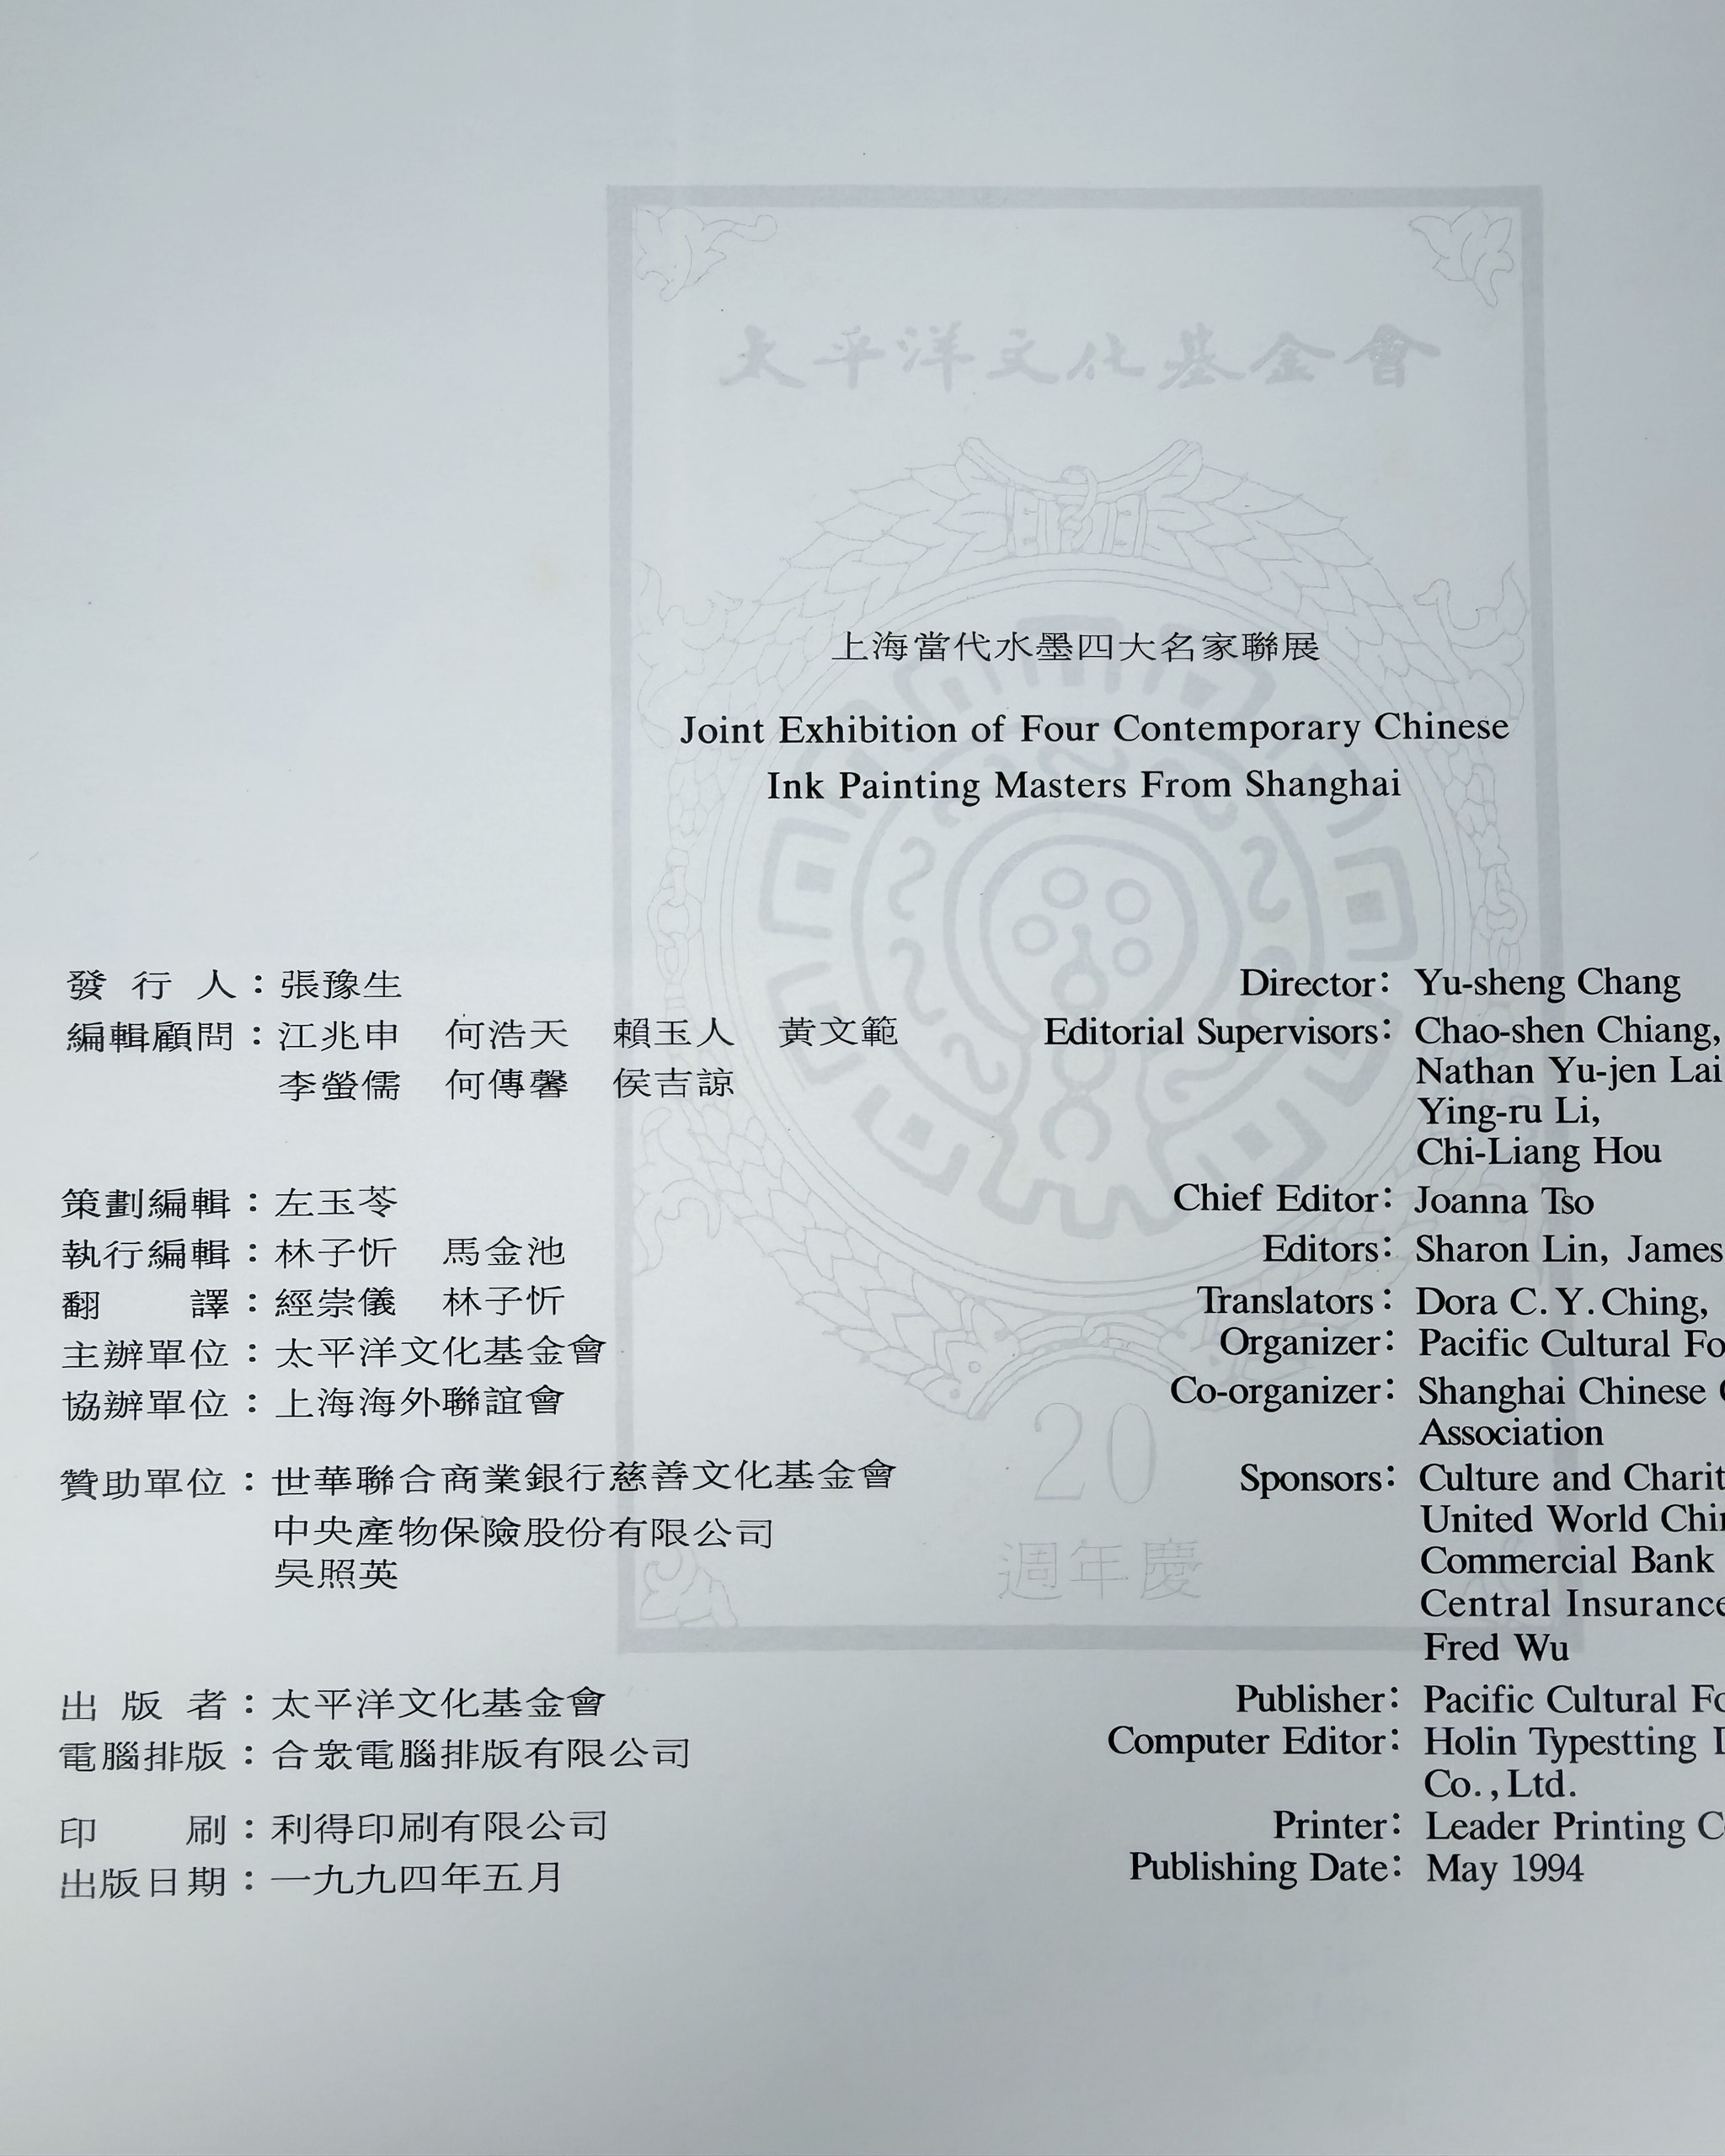 太平洋文化基金會
上海當代水墨四大名家聯展
Joint Exhibition of Four Contemporary Chinese
Ink Painting Masters From Shanghai
發行人：張豫生
編輯顧問：江兆申 何浩天 賴玉人 黃文範
李螢儒 何傳馨 侯吉諒
策劃編輯：左玉苓
執行編輯：林子忻 馬金池
翻譯：經崇儀 林子忻
主辦單位：太平洋文化基金會
協辦單位：上海海外聯誼會
贊助單位：世華聯合商業銀行慈善文化基金會
中央產物保險股份有限公司
吳照英
出版者：太平洋文化基金會
電腦排版：合衆電腦排版有限公司
印刷：利得印刷有限公司
出版日期：一九九四年五月
Director: Yu-sheng Chang
Editorial Supervisors: Chao-shen Chiang,
Nathan Yu-jen Lai
Ying-ru Li,
Chi-Liang Hou
Chief Editor: Joanna Tso
Editors: Sharon Lin, James
Translators: Dora C. Y. Ching,
Organizer: Pacific Cultural
Co-organizer: Shanghai Chinese
Association
Sponsors: Culture and
United World
Commercial Bank
Central Insurance
Fred Wu
Publisher: Pacific Cultural
Computer Editor: Holin Typestting
Co., Ltd.
Printer: Leader Printing
Publishing Date: May 1994
20
週年慶